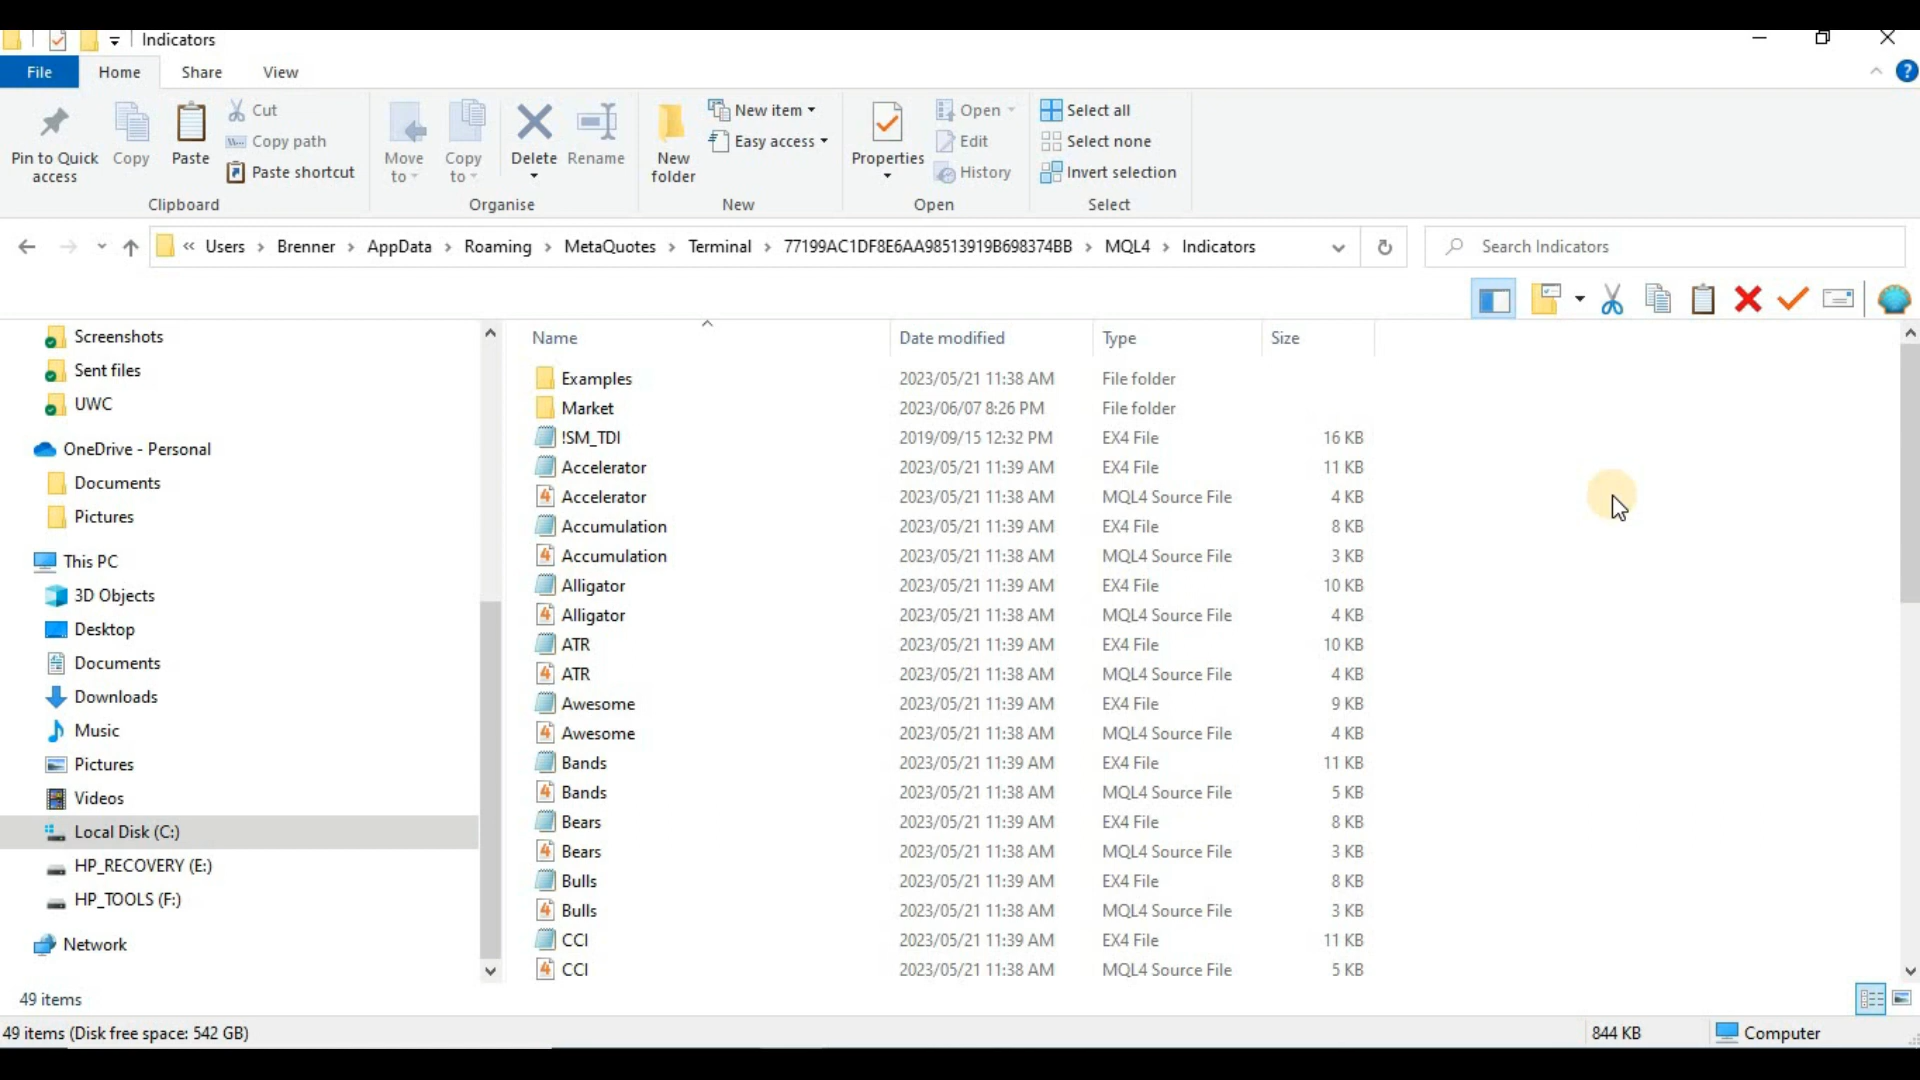 Indicators
File Home Share View
Pin to Quick access
Copy
Paste
Cut
Copy path
Paste shortcut
Clipboard
Move to
Copy to
Delete
Rename
Organise
New folder
New item
Easy access
New
Properties
Open
Edit
History
Open
Select all
Select none
Invert selection
Select
« Users > Brenner > AppData > Roaming > MetaQuotes > Terminal > 77199AC1DF8E6AA98513919B698374BB > MQL4 > Indicators
Search Indicators
Screenshots
Sent files
UWC
OneDrive - Personal
Documents
Pictures
This PC
3D Objects
Desktop
Documents
Downloads
Music
Pictures
Videos
Local Disk (C:)
HP_RECOVERY (E:)
HP_TOOLS (F:)
Network
Name Date modified Type Size
Examples 2023/05/21 11:38 AM File folder
Market 2023/06/07 8:26 PM File folder
!SM_TDI 2019/09/15 12:32 PM EX4 File 16 KB
Accelerator 2023/05/21 11:39 AM EX4 File 11 KB
Accelerator 2023/05/21 11:38 AM MQL4 Source File 4 KB
Accumulation 2023/05/21 11:39 AM EX4 File 8 KB
Accumulation 2023/05/21 11:38 AM MQL4 Source File 3 KB
Alligator 2023/05/21 11:39 AM EX4 File 10 KB
Alligator 2023/05/21 11:38 AM MQL4 Source File 4 KB
ATR 2023/05/21 11:39 AM EX4 File 10 KB
ATR 2023/05/21 11:38 AM MQL4 Source File 4 KB
Awesome 2023/05/21 11:39 AM EX4 File 9 KB
Awesome 2023/05/21 11:38 AM MQL4 Source File 4 KB
Bands 2023/05/21 11:39 AM EX4 File 11 KB
Bands 2023/05/21 11:38 AM MQL4 Source File 5 KB
Bears 2023/05/21 11:39 AM EX4 File 8 KB
Bears 2023/05/21 11:38 AM MQL4 Source File 3 KB
Bulls 2023/05/21 11:39 AM EX4 File 8 KB
Bulls 2023/05/21 11:38 AM MQL4 Source File 3 KB
CCI 2023/05/21 11:39 AM EX4 File 11 KB
CCI 2023/05/21 11:38 AM MQL4 Source File 5 KB
49 items
49 items (Disk free space: 542 GB) 844 KB Computer